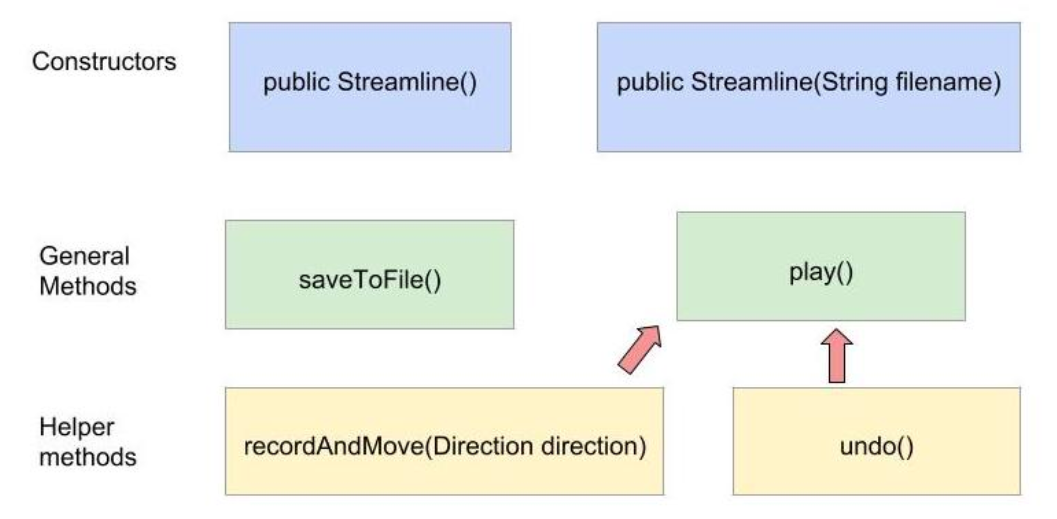 Constructors
public Streamline()
public Streamline(String filename)
General
Methods
saveToFile()
play()
Helper
methods
recordAndMove(Direction direction)
undo()